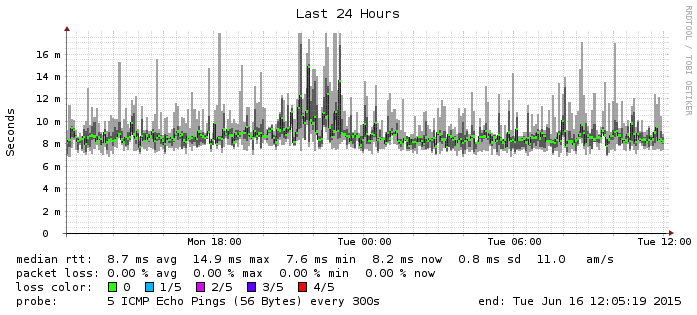 Last 24 Hours
RRDTOOL / TOBI OETIKER
Seconds
16 m
14 m
12 m
10 m
8 m
6 m
4 m
2 m
0
Mon 18:00 Tue 00:00 Tue 06:00 Tue 12:00
median rtt: 8.7 ms avg 14.9 ms max 7.6 ms min 8.2 ms now 0.8 ms sd 11.0 am/s
packet loss: 0.00 % avg 0.00 % max 0.00 % min 0.00 % now
loss color: 0 1/5 2/5 3/5 4/5
probe: 5 ICMP Echo Pings (56 Bytes) every 300s end: Tue Jun 16 12:05:19 2015